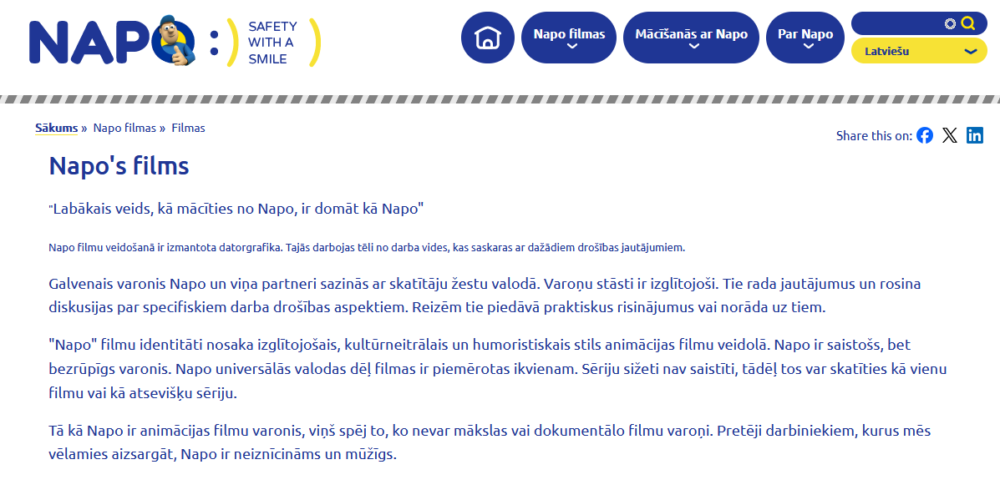 NAPO :) SAFETY
WITH A
SMILE
Napo filmas
Mācīšanās ar Napo
Par Napo
Latviešu
Sākums » Napo filmas » Filmas
Share this on:
Napo's films
"Labākais veids, kā mācīties no Napo, ir domāt kā Napo"
Napo filmu veidošanā ir izmantota datorgrafika. Tajās darbojas tēli no darba vides, kas saskaras ar dažādiem drošības jautājumiem.
Galvenais varonis Napo un viņa partneri sazinās ar skatītāju žestu valodā. Varoņu stāsti ir izglītojoši. Tie rada jautājumus un rosina
diskusijas par specifiskiem darba drošības aspektiem. Reizēm tie piedāvā praktiskus risinājumus vai norāda uz tiem.
"Napo" filmu identitāti nosaka izglītojošais, kultūrneitrālais un humoristiskais stils animācijas filmu veidolā. Napo ir saistošs, bet
bezrūpīgs varonis. Napo universālās valodas dēļ filmas ir piemērotas ikvienam. Sēriju sižeti nav saistīti, tādēļ tos var skatīties kā vienu
filmu vai kā atsevišķu sēriju.
Tā kā Napo ir animācijas filmu varonis, viņš spēj to, ko nevar mākslas vai dokumentālo filmu varoņi. Pretēji darbiniekiem, kurus mēs
vēlamies aizsargāt, Napo ir neiznīcināms un mūžīgs.